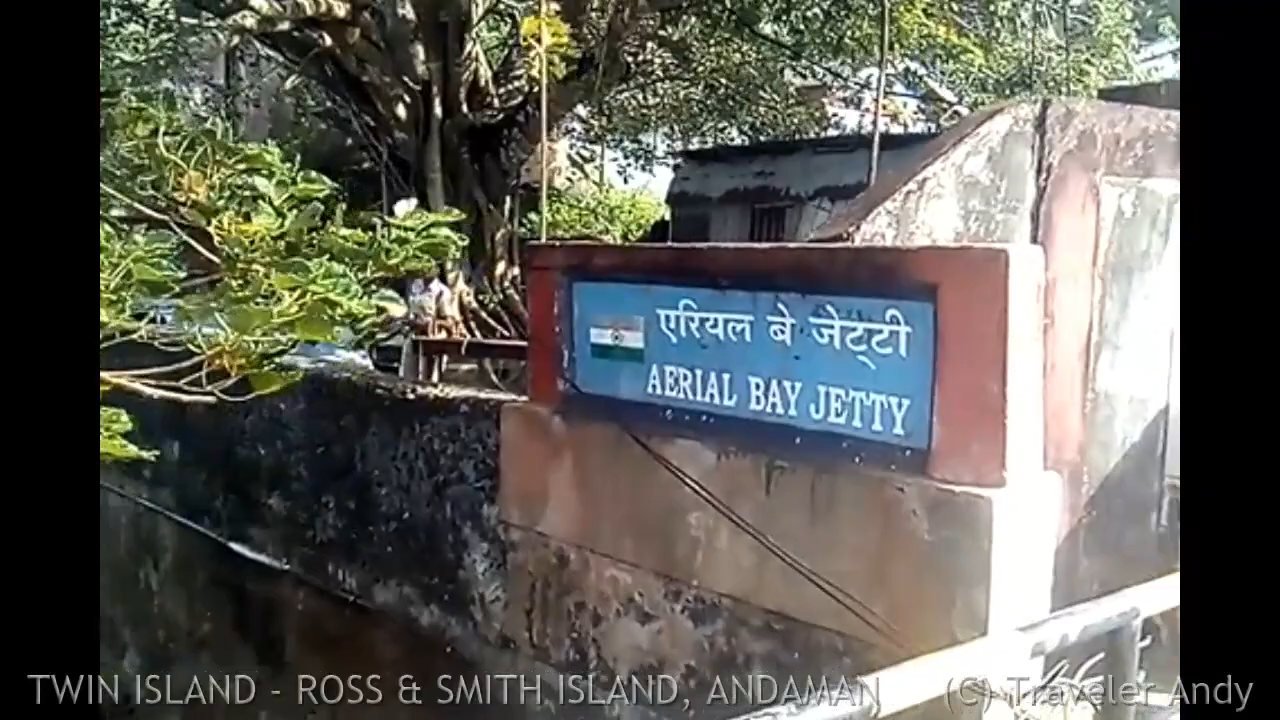 एरियल बे जेट्टी
AERIAL BAY JETTY
TWIN ISLAND - ROSS & SMITH ISLAND, ANDAMAN (C) Traveler Andy